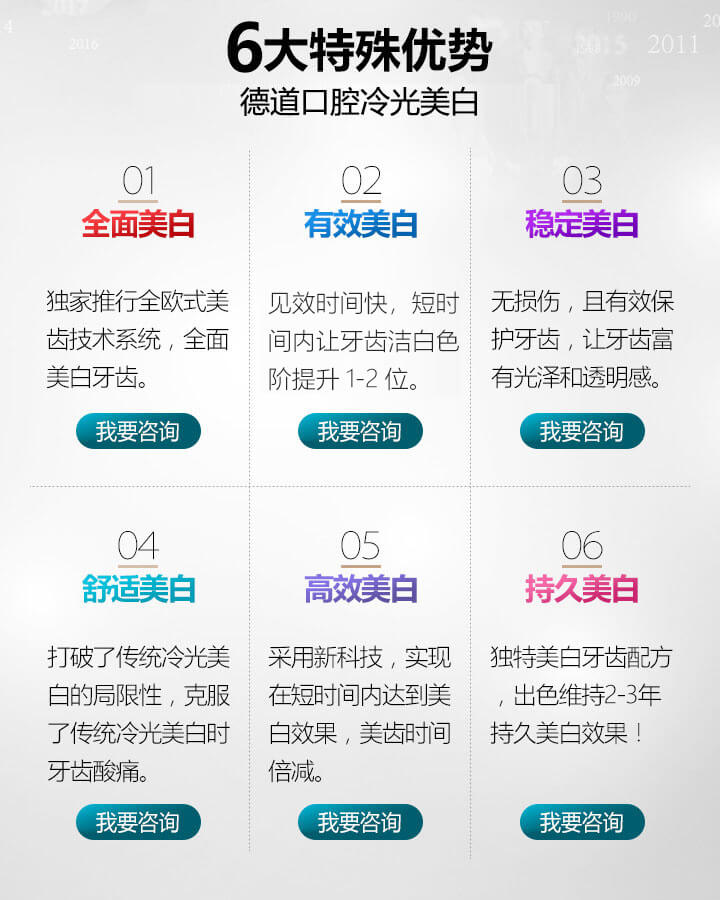 6大特殊优势
德道口腔冷光美白
2017
2016
1990
2015
2011
2009
01
全面美白
独家推行全欧式美
齿技术系统，全面
美白牙齿。
我要咨询
02
有效美白
见效时间快，短时
间内让牙齿洁白色
阶提升 1-2 位。
我要咨询
03
稳定美白
无损伤，且有效保
护牙齿，让牙齿富
有光泽和透明感。
我要咨询
04
舒适美白
打破了传统冷光美
白的局限性，克服
了传统冷光美白时
牙齿酸痛。
我要咨询
05
高效美白
采用新科技，实现
在短时间内达到美
白效果，美齿时间
倍减。
我要咨询
06
持久美白
独特美白牙齿配方
，出色维持2-3年
持久美白效果！
我要咨询